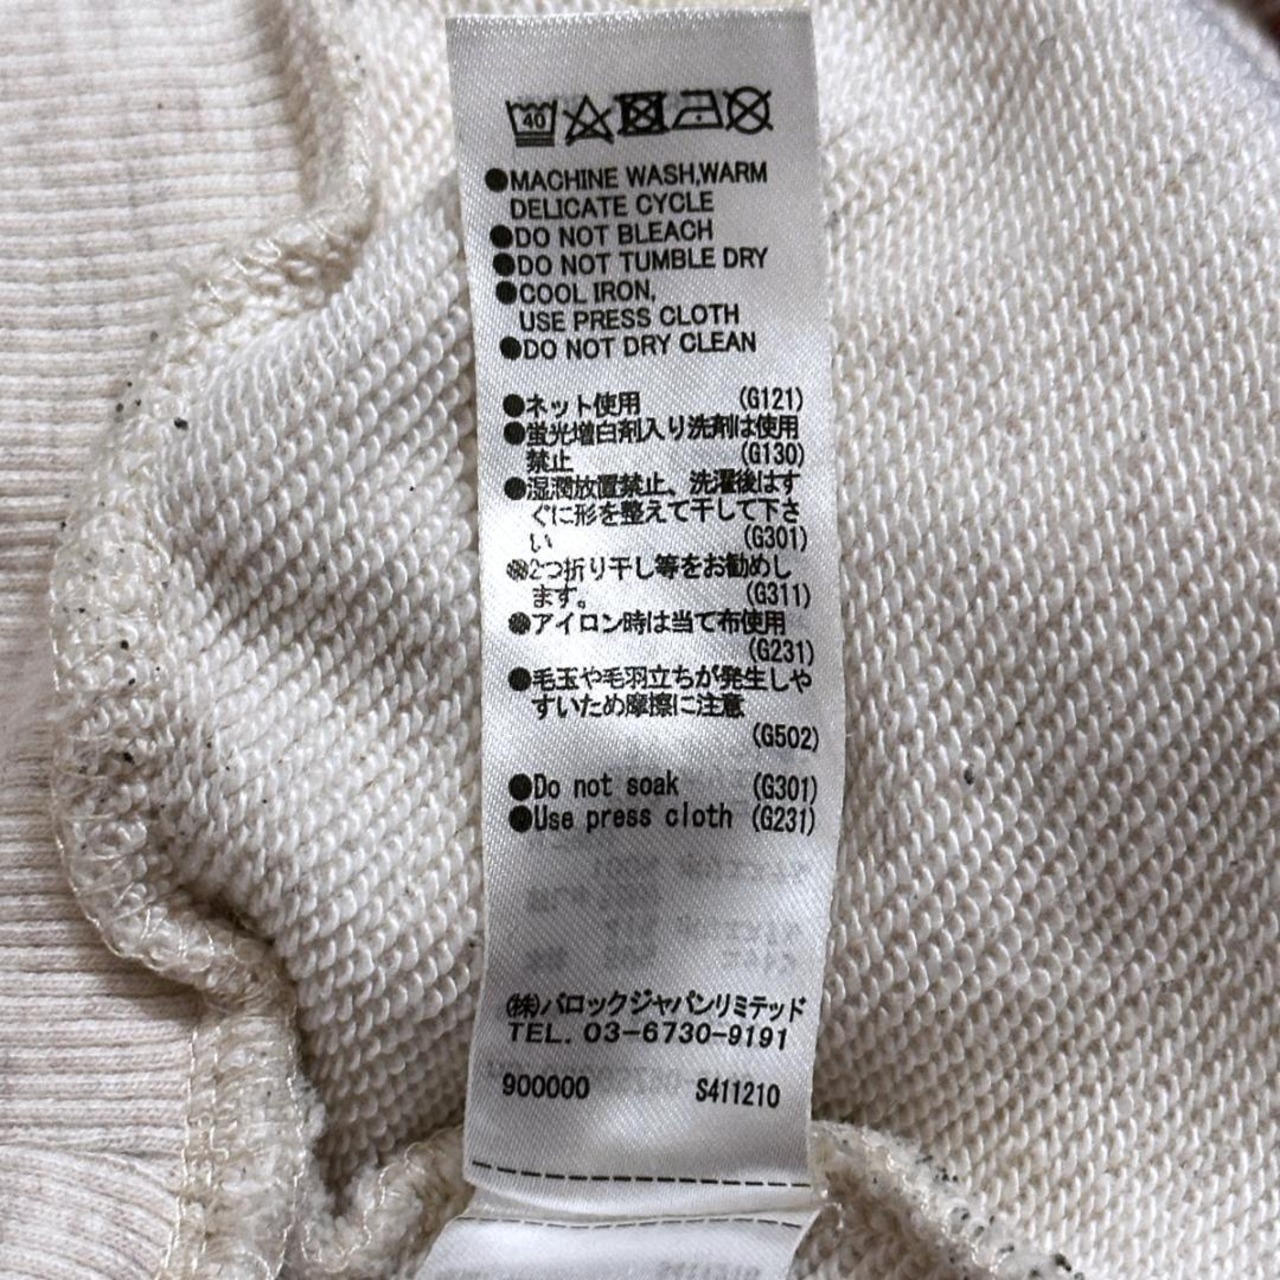 40
●MACHINE WASH,WARM
DELICATE CYCLE
●DO NOT BLEACH
●DO NOT TUMBLE DRY
●COOL IRON,
USE PRESS CLOTH
●DO NOT DRY CLEAN
●ネット使用 (G121)
●蛍光増白剤入り洗剤は使用
禁止 (G130)
●湿潤放置禁止、洗濯後はす
ぐに形を整えて干して下さ
い (G301)
●2つ折り干し等をお勧めし
ます。 (G311)
●アイロン時は当て布使用
(G231)
●毛玉や毛羽立ちが発生しや
すいため摩擦に注意
(G502)
●Do not soak (G301)
●Use press cloth (G231)
(株)バロックジャパンリミテッド
TEL. 03-6730-9191
900000 S411210